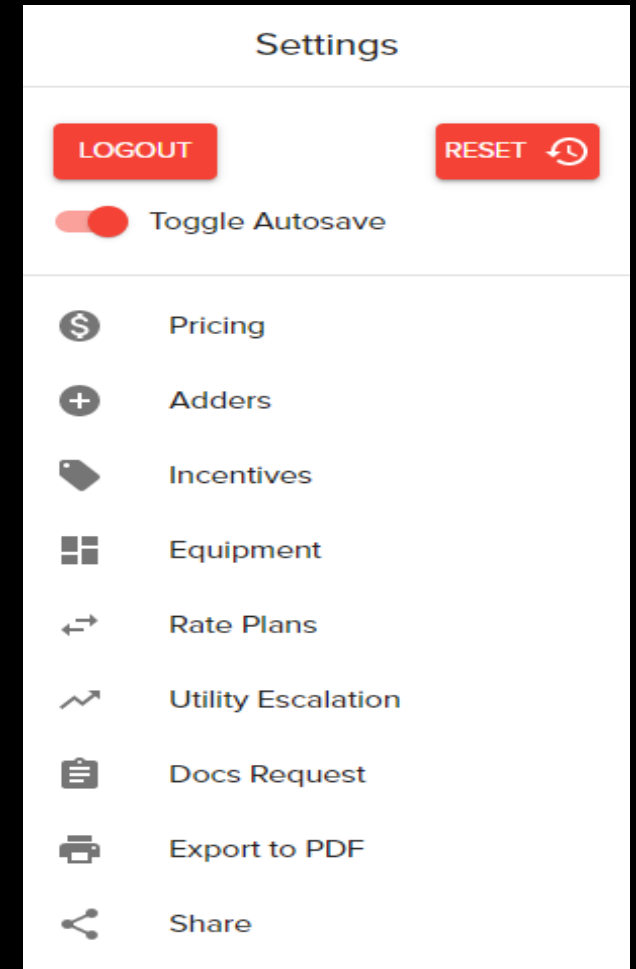 Settings
LOGOUT
RESET
Toggle Autosave
Pricing
Adders
Incentives
Equipment
Rate Plans
Utility Escalation
Docs Request
Export to PDF
Share